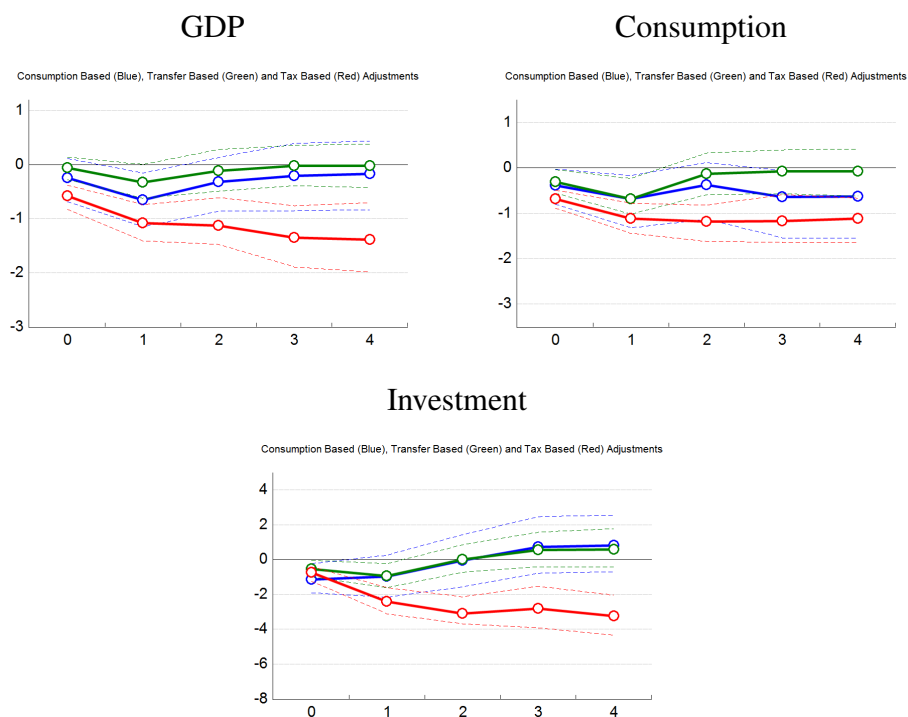 GDP
Consumption Based (Blue), Transfer Based (Green) and Tax Based (Red) Adjustments
1
0
-1
-2
-3
0 1 2 3 4
Consumption
Consumption Based (Blue), Transfer Based (Green) and Tax Based (Red) Adjustments
1
0
-1
-2
-3
0 1 2 3 4
Investment
Consumption Based (Blue), Transfer Based (Green) and Tax Based (Red) Adjustments
4
2
0
-2
-4
-6
-8
0 1 2 3 4